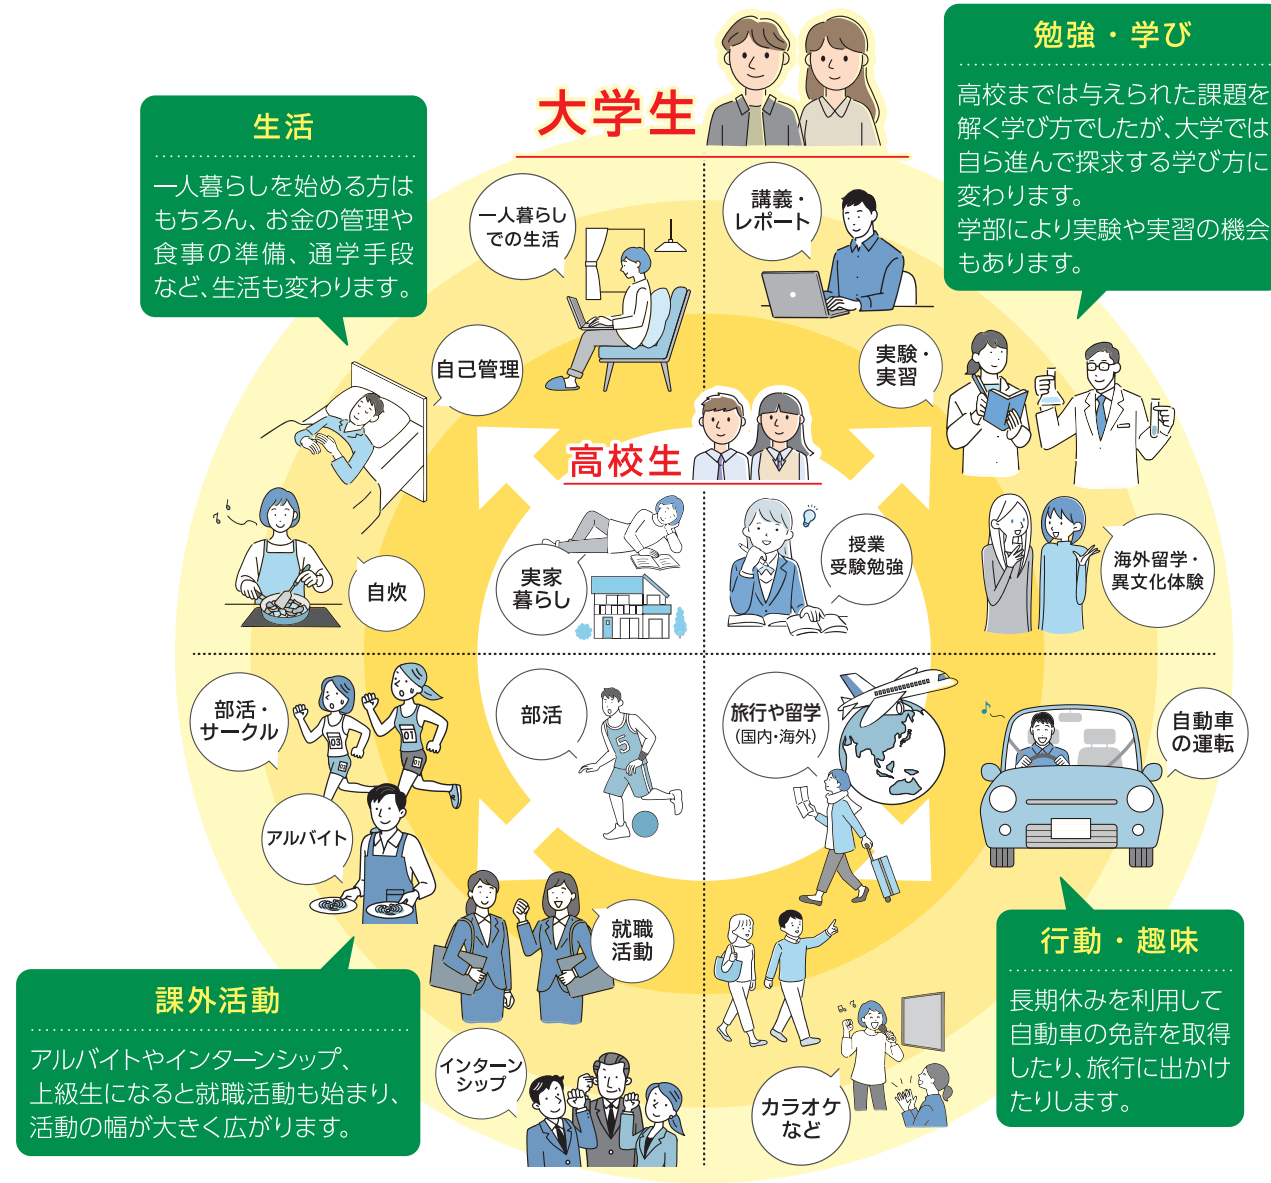 大学生
勉強・学び
高校までは与えられた課題を
解く学び方でしたが、大学では
自ら進んで探求する学び方に
変わります。
学部により実験や実習の機会
もあります。
生活
一人暮らしを始める方は
もちろん、お金の管理や
食事の準備、通学手段
など、生活も変わります。
一人暮らし
での生活
講義・
レポート
自己管理
実験・
実習
高校生
自炊
実家
暮らし
授業
受験勉強
海外留学・
異文化体験
部活・
サークル
03
01
01
部活
5
旅行や留学
(国内・海外)
自動車
の運転
アルバイト
就職
活動
行動・趣味
長期休みを利用して
自動車の免許を取得
したり、旅行に出かけ
たりします。
課外活動
アルバイトやインターンシップ、
上級生になると就職活動も始まり、
活動の幅が大きく広がります。
インターン
シップ
カラオケ
など